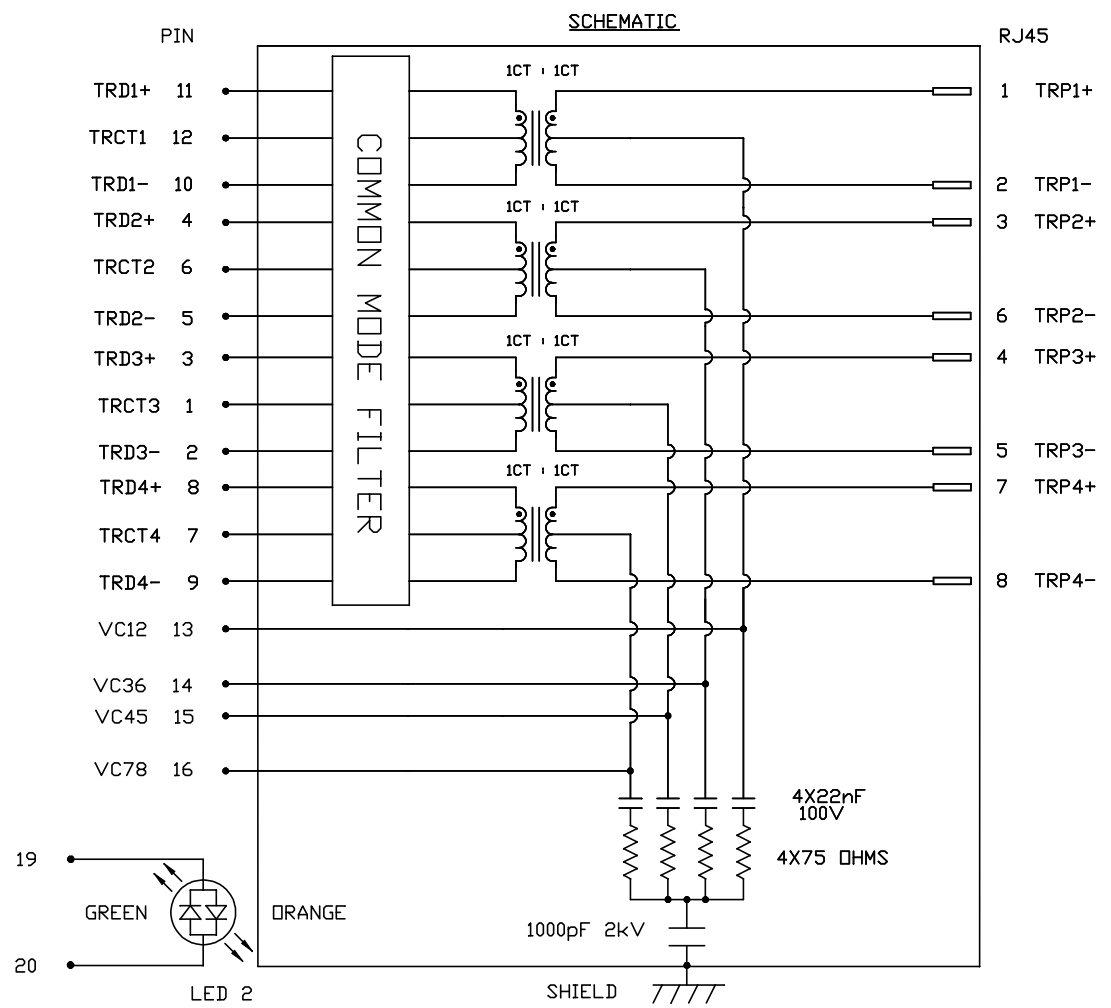 SCHEMATIC
PIN
RJ45
1CT : 1CT
TRD1+ 11
1 TRP1+
TRCT1 12
TRD1- 10
2 TRP1-
1CT : 1CT
TRD2+ 4
3 TRP2+
TRCT2 6
TRD2- 5
6 TRP2-
1CT : 1CT
TRD3+ 3
4 TRP3+
TRCT3 1
TRD3- 2
5 TRP3-
1CT : 1CT
TRD4+ 8
7 TRP4+
TRCT4 7
TRD4- 9
8 TRP4-
COMMON MODE FILTER
VC12 13
VC36 14
VC45 15
VC78 16
4X22nF
100V
4X75 OHMS
19
GREEN
ORANGE
1000pF 2kV
20
LED 2
SHIELD